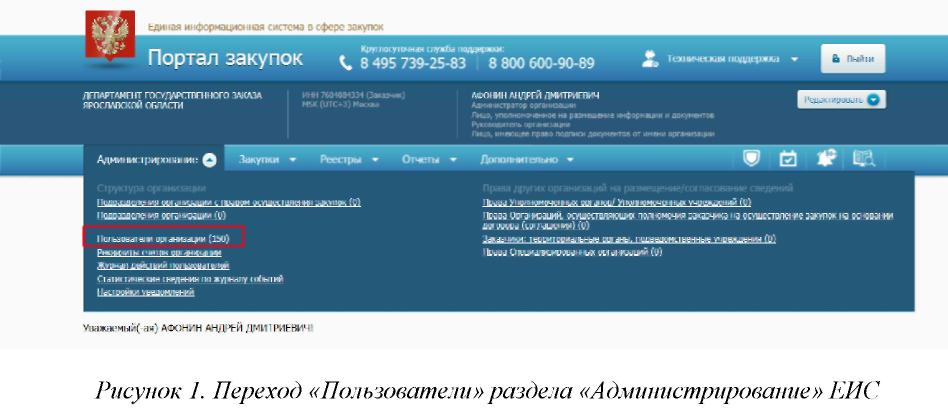 Единая информационная система в сфере закупок
Портал закупок
Круглосуточная служба поддержки:
8 495 739-25-83 | 8 800 600-90-89
Техническая поддержка
Выйти
ДЕПАРТАМЕНТ ГОСУДАРСТВЕННОГО ЗАКАЗА
ЯРОСЛАВСКОЙ ОБЛАСТИ
ИНН 7604084334 (Заказчик)
MSK (UTC+3) Москва
АФОНИН АНДРЕЙ ДМИТРИЕВИЧ
Администратор организации
Лицо, уполномоченное на размещение информации и документов
Руководитель организации
Лицо, имеющее право подписи документов от имени организации
Редактировать
Администрирование
Закупки
Реестры
Отчеты
Дополнительно
Структура организации
Подразделения организации с правом осуществления закупок (0)
Подразделения организации (0)
Пользователи организации (150)
Реквизиты счетов организации
Журнал действий пользователей
Статистические сведения по журналу событий
Настройки уведомлений
Права других организаций на размещение/согласование сведений
Права Уполномоченных органов/ Уполномоченных учреждений (0)
Права Организаций, осуществляющих полномочия заказчика на осуществление закупок на основании
договора (соглашения) (0)
Заказчики: территориальные органы, подведомственные учреждения (0)
Права Специализированных организаций (0)
Уважаемый(-ая) АФОНИН АНДРЕЙ ДМИТРИЕВИЧ!
Рисунок 1. Переход «Пользователи» раздела «Администрирование» ЕИС